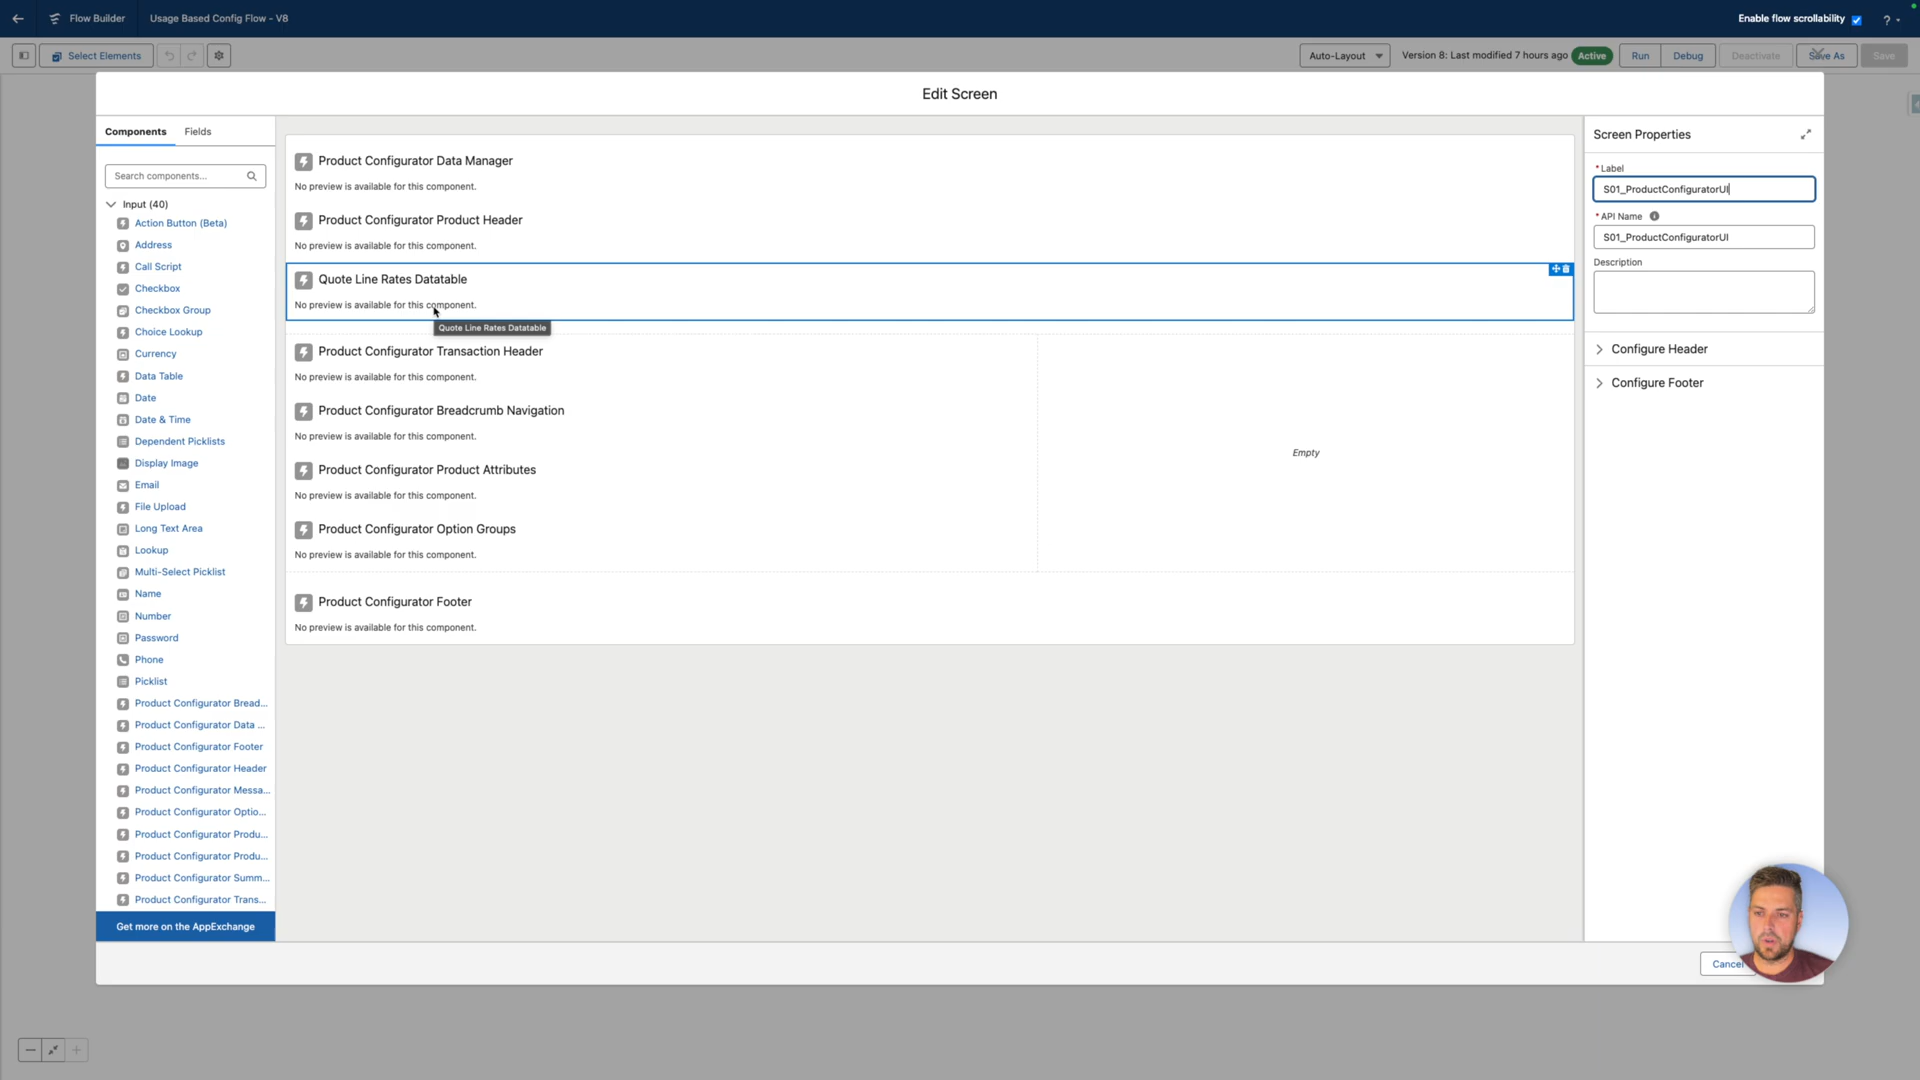 Flow Builder
Usage Based Config Flow - V8
Enable flow scrollability
?
Select Elements
Auto-Layout
Version 8: Last modified 7 hours ago
Active
Run
Debug
Deactivate
Save As
Save
Edit Screen
Components
Fields
Search components...
Input (40)
Action Button (Beta)
Address
Call Script
Checkbox
Checkbox Group
Choice Lookup
Currency
Data Table
Date
Date & Time
Dependent Picklists
Display Image
Email
File Upload
Long Text Area
Lookup
Multi-Select Picklist
Name
Number
Password
Phone
Picklist
Product Configurator Bread...
Product Configurator Data ...
Product Configurator Footer
Product Configurator Header
Product Configurator Messa...
Product Configurator Optio...
Product Configurator Produ...
Product Configurator Produ...
Product Configurator Summ...
Product Configurator Trans...
Get more on the AppExchange
Product Configurator Data Manager
No preview is available for this component.
Product Configurator Product Header
No preview is available for this component.
Quote Line Rates Datatable
No preview is available for this component.
Quote Line Rates Datatable
Product Configurator Transaction Header
No preview is available for this component.
Product Configurator Breadcrumb Navigation
No preview is available for this component.
Product Configurator Product Attributes
No preview is available for this component.
Product Configurator Option Groups
No preview is available for this component.
Empty
Product Configurator Footer
No preview is available for this component.
Screen Properties
* Label
S01_ProductConfiguratorUI
* API Name
S01_ProductConfiguratorUI
Description
Configure Header
Configure Footer
Cancel